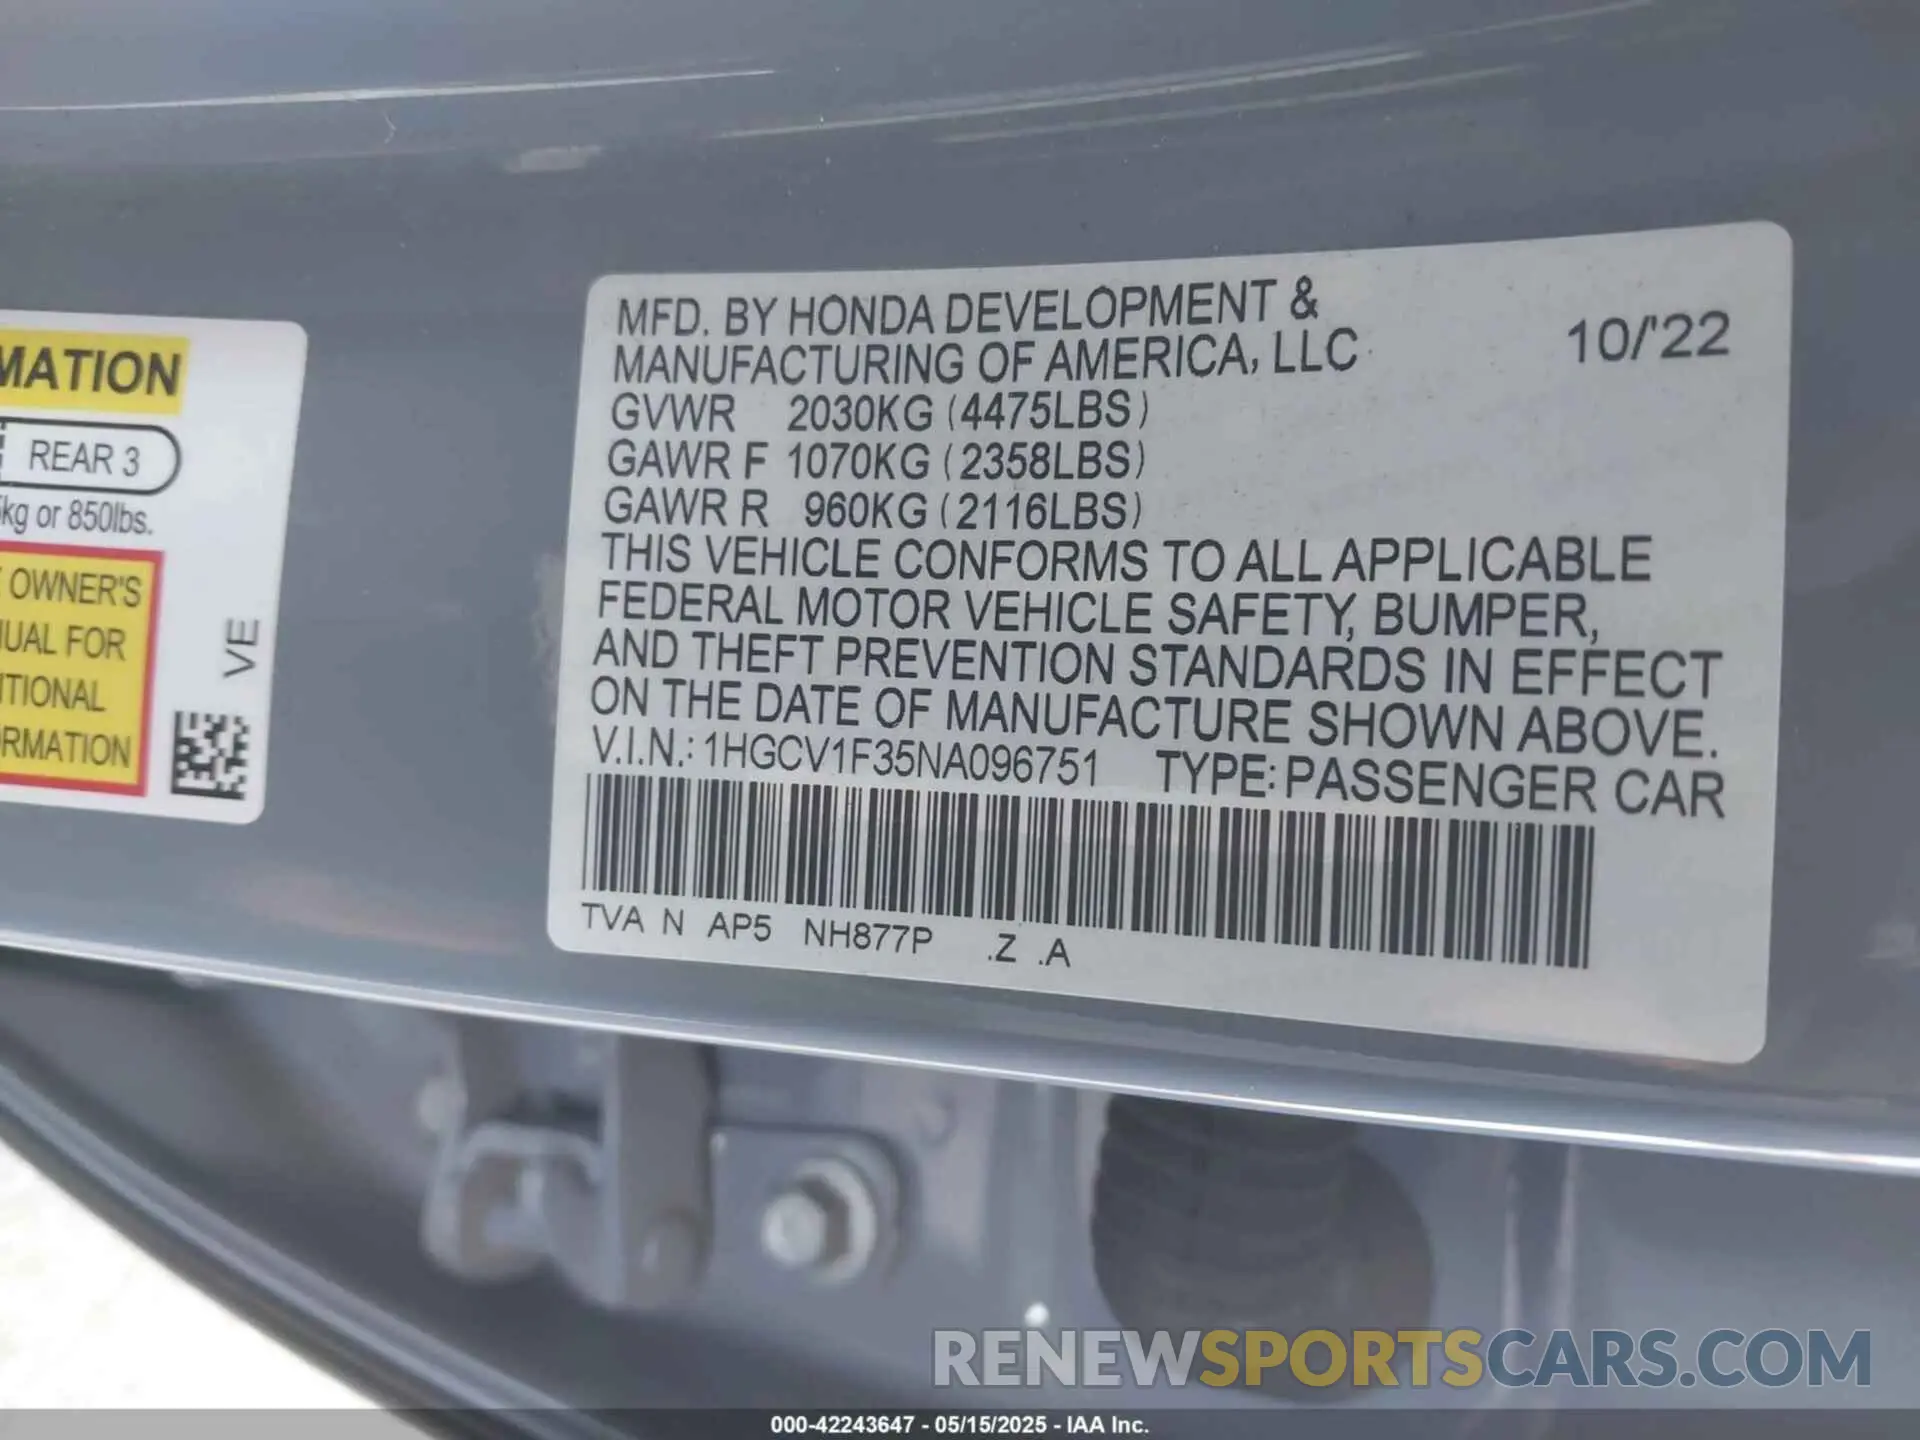 MATION
REAR 3
kg or 850lbs.
OWNER'S
UAL FOR
ITIONAL
RMATION
VE
MFD. BY HONDA DEVELOPMENT &
MANUFACTURING OF AMERICA, LLC 10/'22
GVWR 2030KG (4475LBS)
GAWR F 1070KG (2358LBS)
GAWR R 960KG (2116LBS)
THIS VEHICLE CONFORMS TO ALL APPLICABLE
FEDERAL MOTOR VEHICLE SAFETY, BUMPER,
AND THEFT PREVENTION STANDARDS IN EFFECT
ON THE DATE OF MANUFACTURE SHOWN ABOVE.
V.I.N.: 1HGCV1F35NA096751 TYPE: PASSENGER CAR
TVA N AP5 NH877P .Z .A
RENEWSPORTSCARS.COM
000-42243647 - 05/15/2025 - IAA Inc.